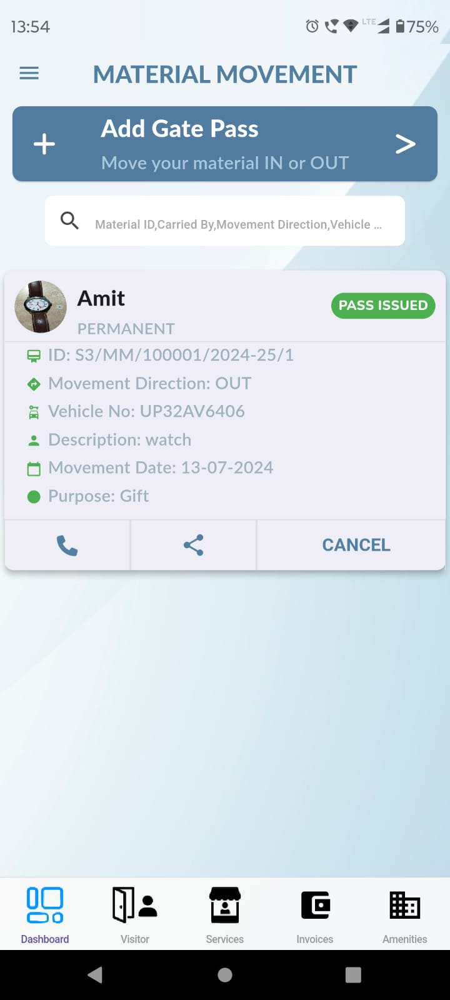 13:54
LTE 75%
MATERIAL MOVEMENT
Add Gate Pass
Move your material IN or OUT
>
Material ID,Carried By,Movement Direction,Vehicle ...
Amit
PASS ISSUED
PERMANENT
ID: S3/MM/100001/2024-25/1
Movement Direction: OUT
Vehicle No: UP32AV6406
Description: watch
Movement Date: 13-07-2024
Purpose: Gift
CANCEL
Dashboard Visitor Services Invoices Amenities